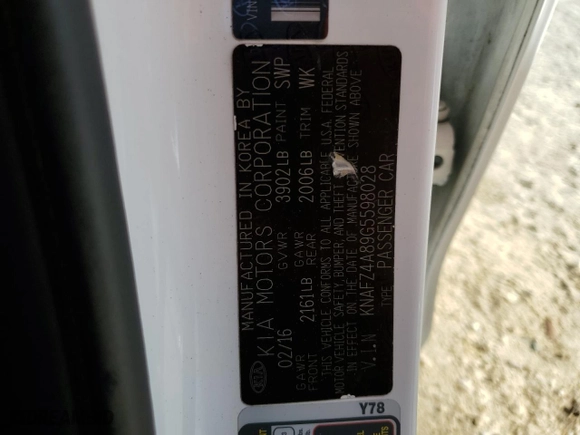 VIN
KIA
MANUFACTURED IN KOREA BY
KIA MOTORS CORPORATION
02/16 GVWR 3902LB PAINT SWP
GAWR FRONT 2161LB GAWR REAR 2006LB TRIM WK
THIS VEHICLE CONFORMS TO ALL APPLICABLE U.S.A. FEDERAL
MOTOR VEHICLE SAFETY, BUMPER, AND THEFT PREVENTION STANDARDS
IN EFFECT ON THE DATE OF MANUFACTURE SHOWN ABOVE
V.I.N KNAFZ4A89G5598028
TYPE PASSENGER CAR
Y78